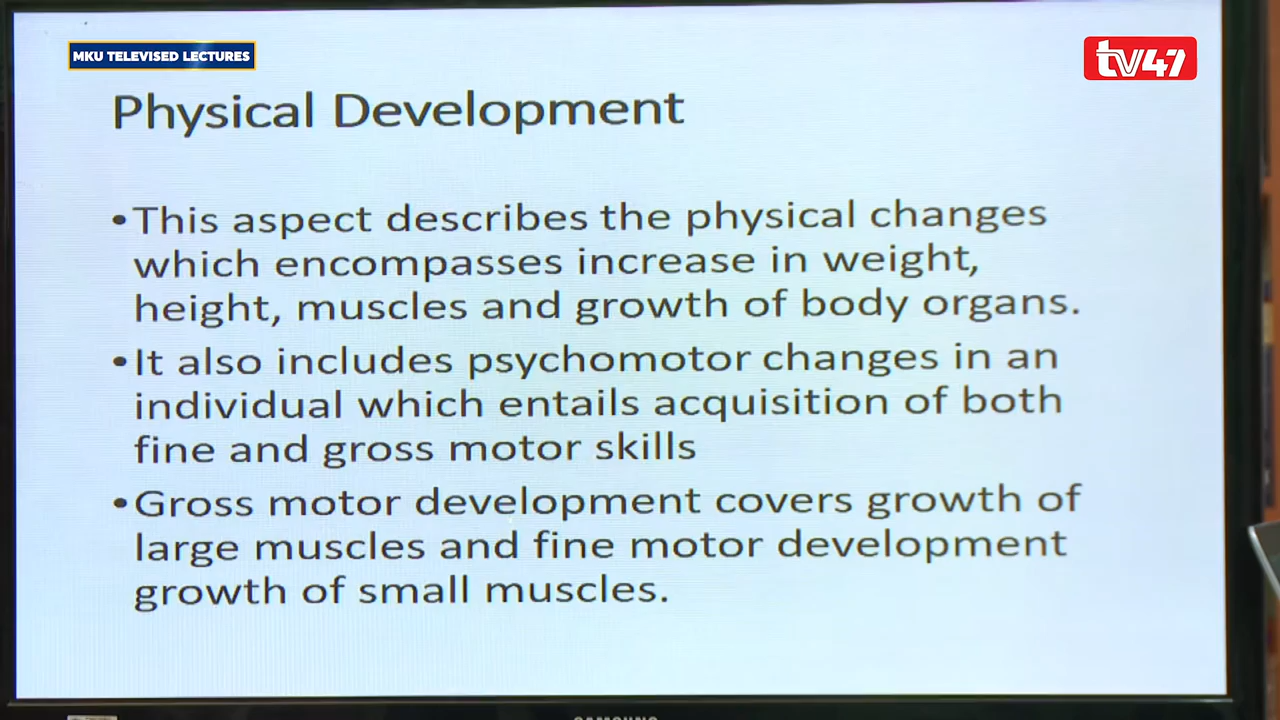 MKU TELEVISED LECTURES
tv47
Physical Development
•This aspect describes the physical changes
which encompasses increase in weight,
height, muscles and growth of body organs.
•It also includes psychomotor changes in an
individual which entails acquisition of both
fine and gross motor skills
•Gross motor development covers growth of
large muscles and fine motor development
growth of small muscles.
SAMSUNG